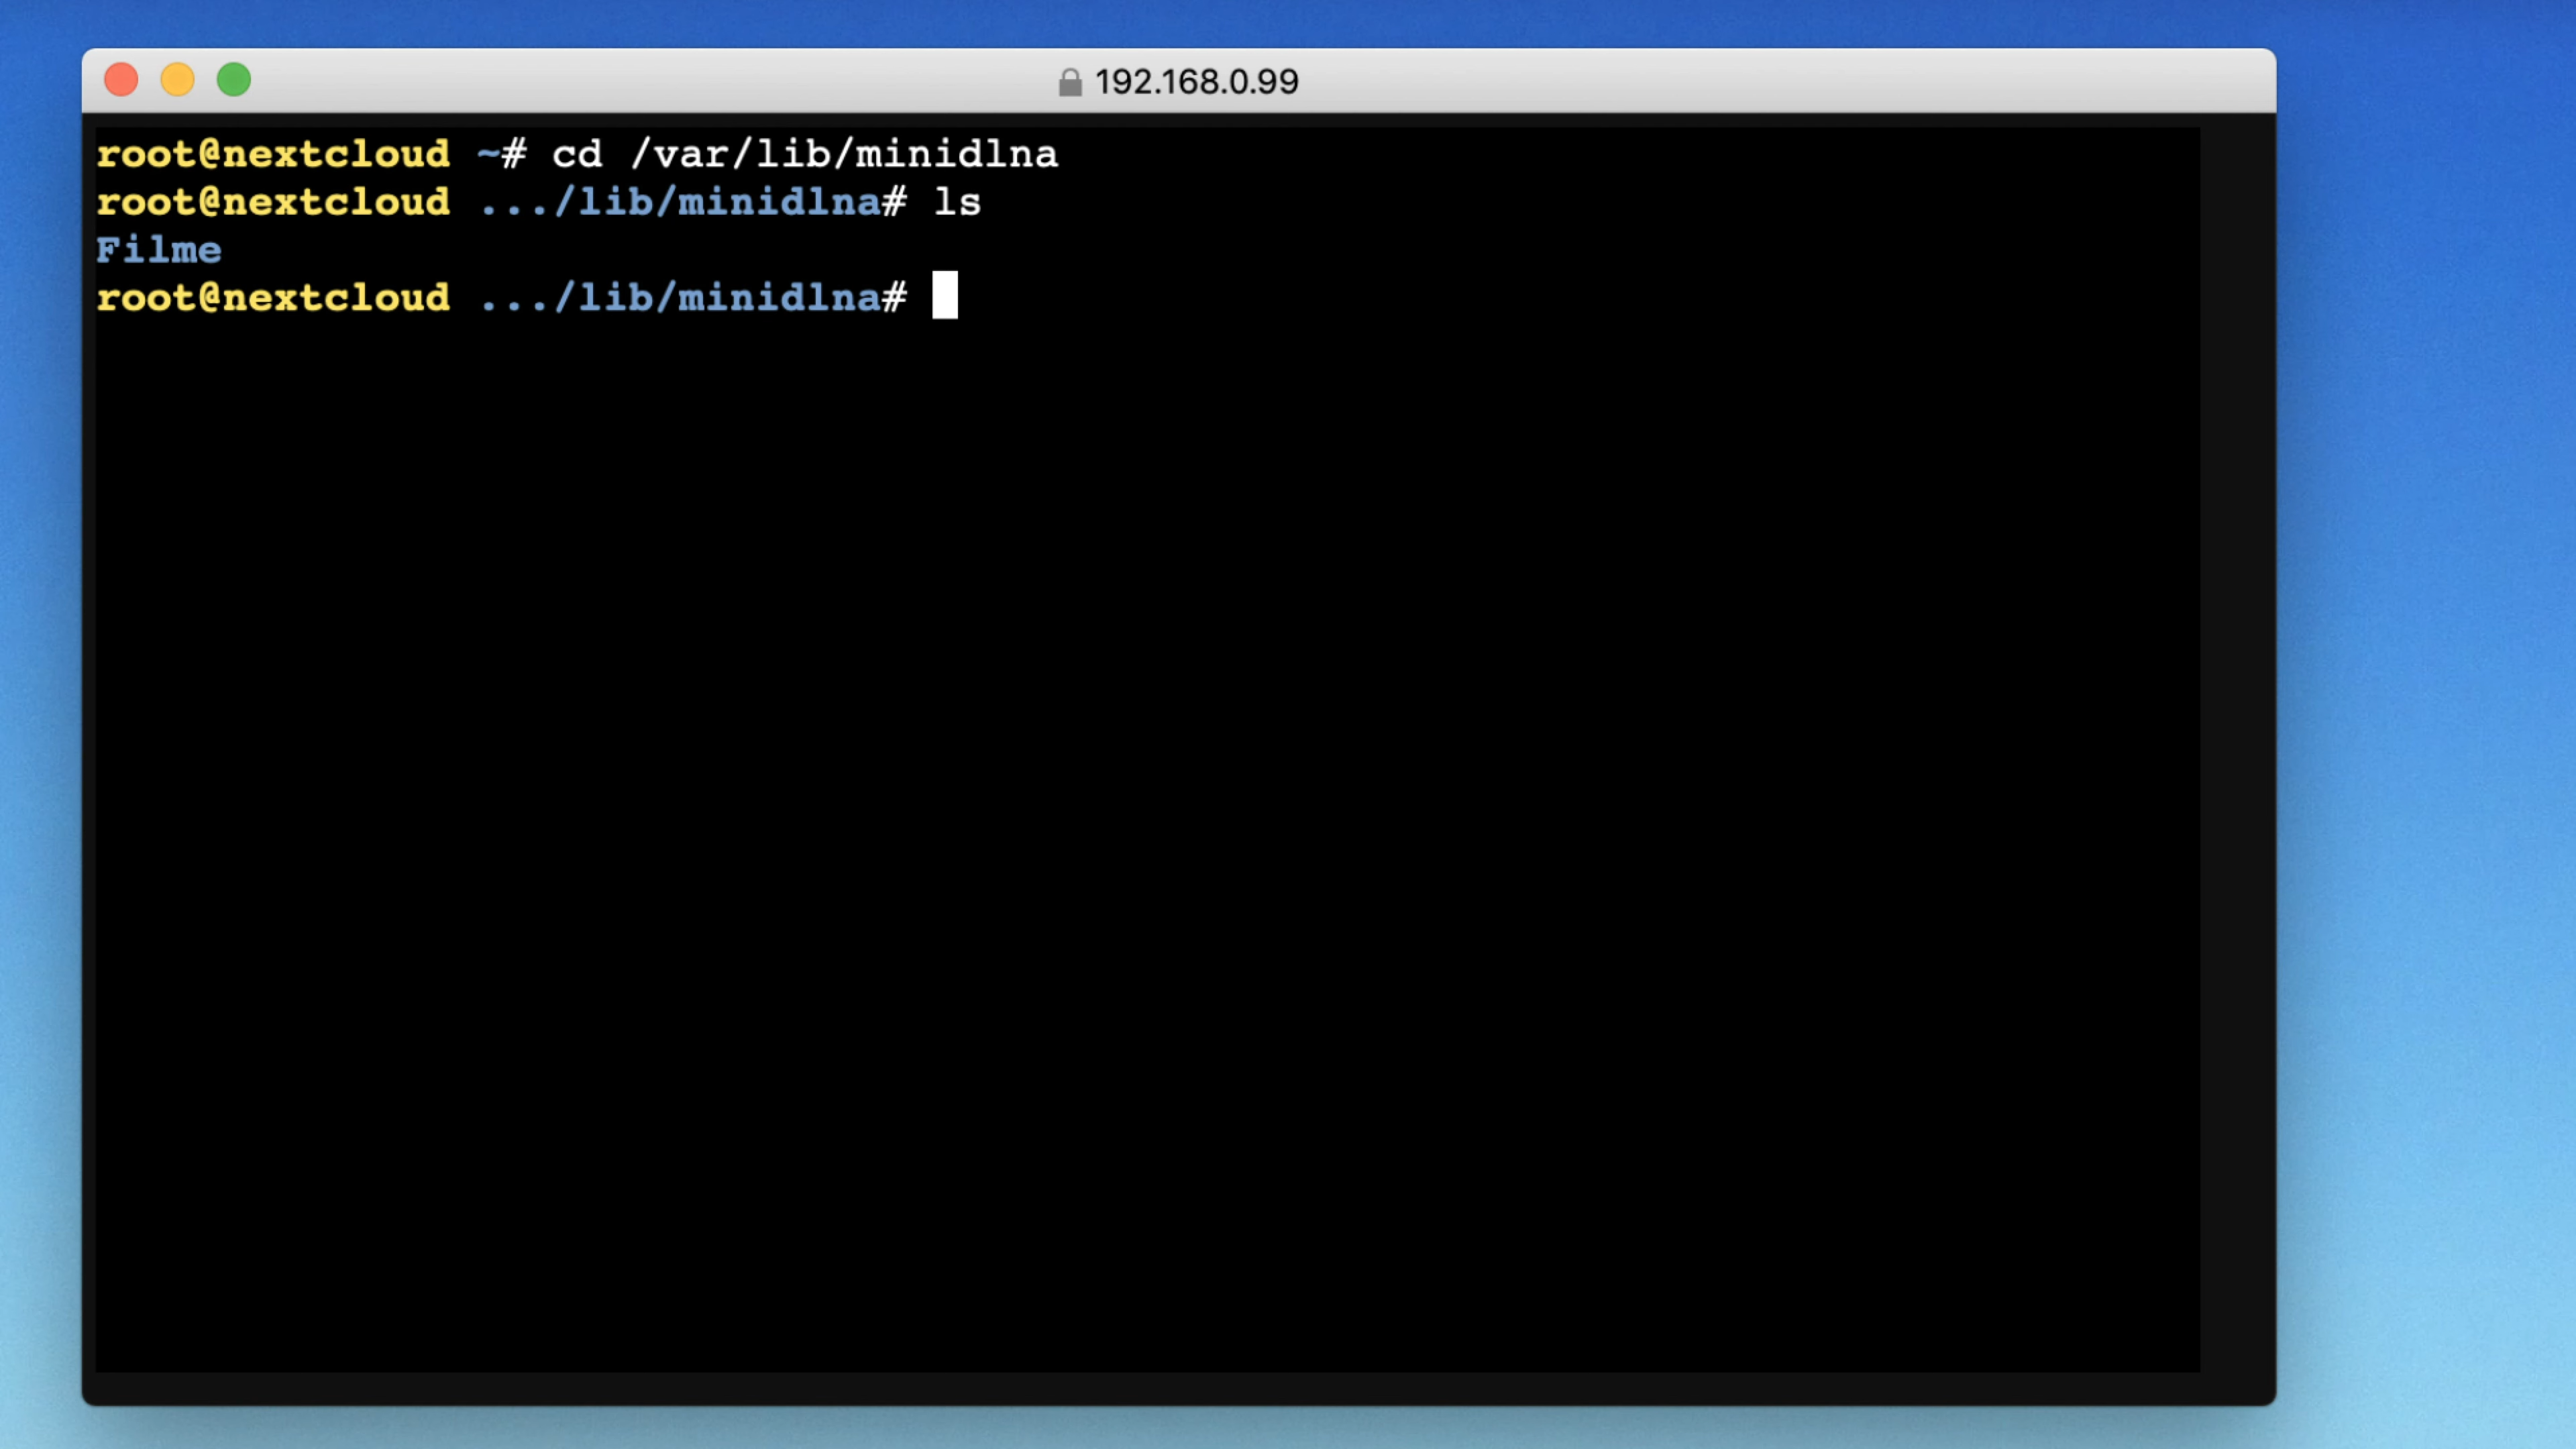 192.168.0.99
root@nextcloud ~# cd /var/lib/minidlna
root@nextcloud .../lib/minidlna# ls
Filme
root@nextcloud .../lib/minidlna#